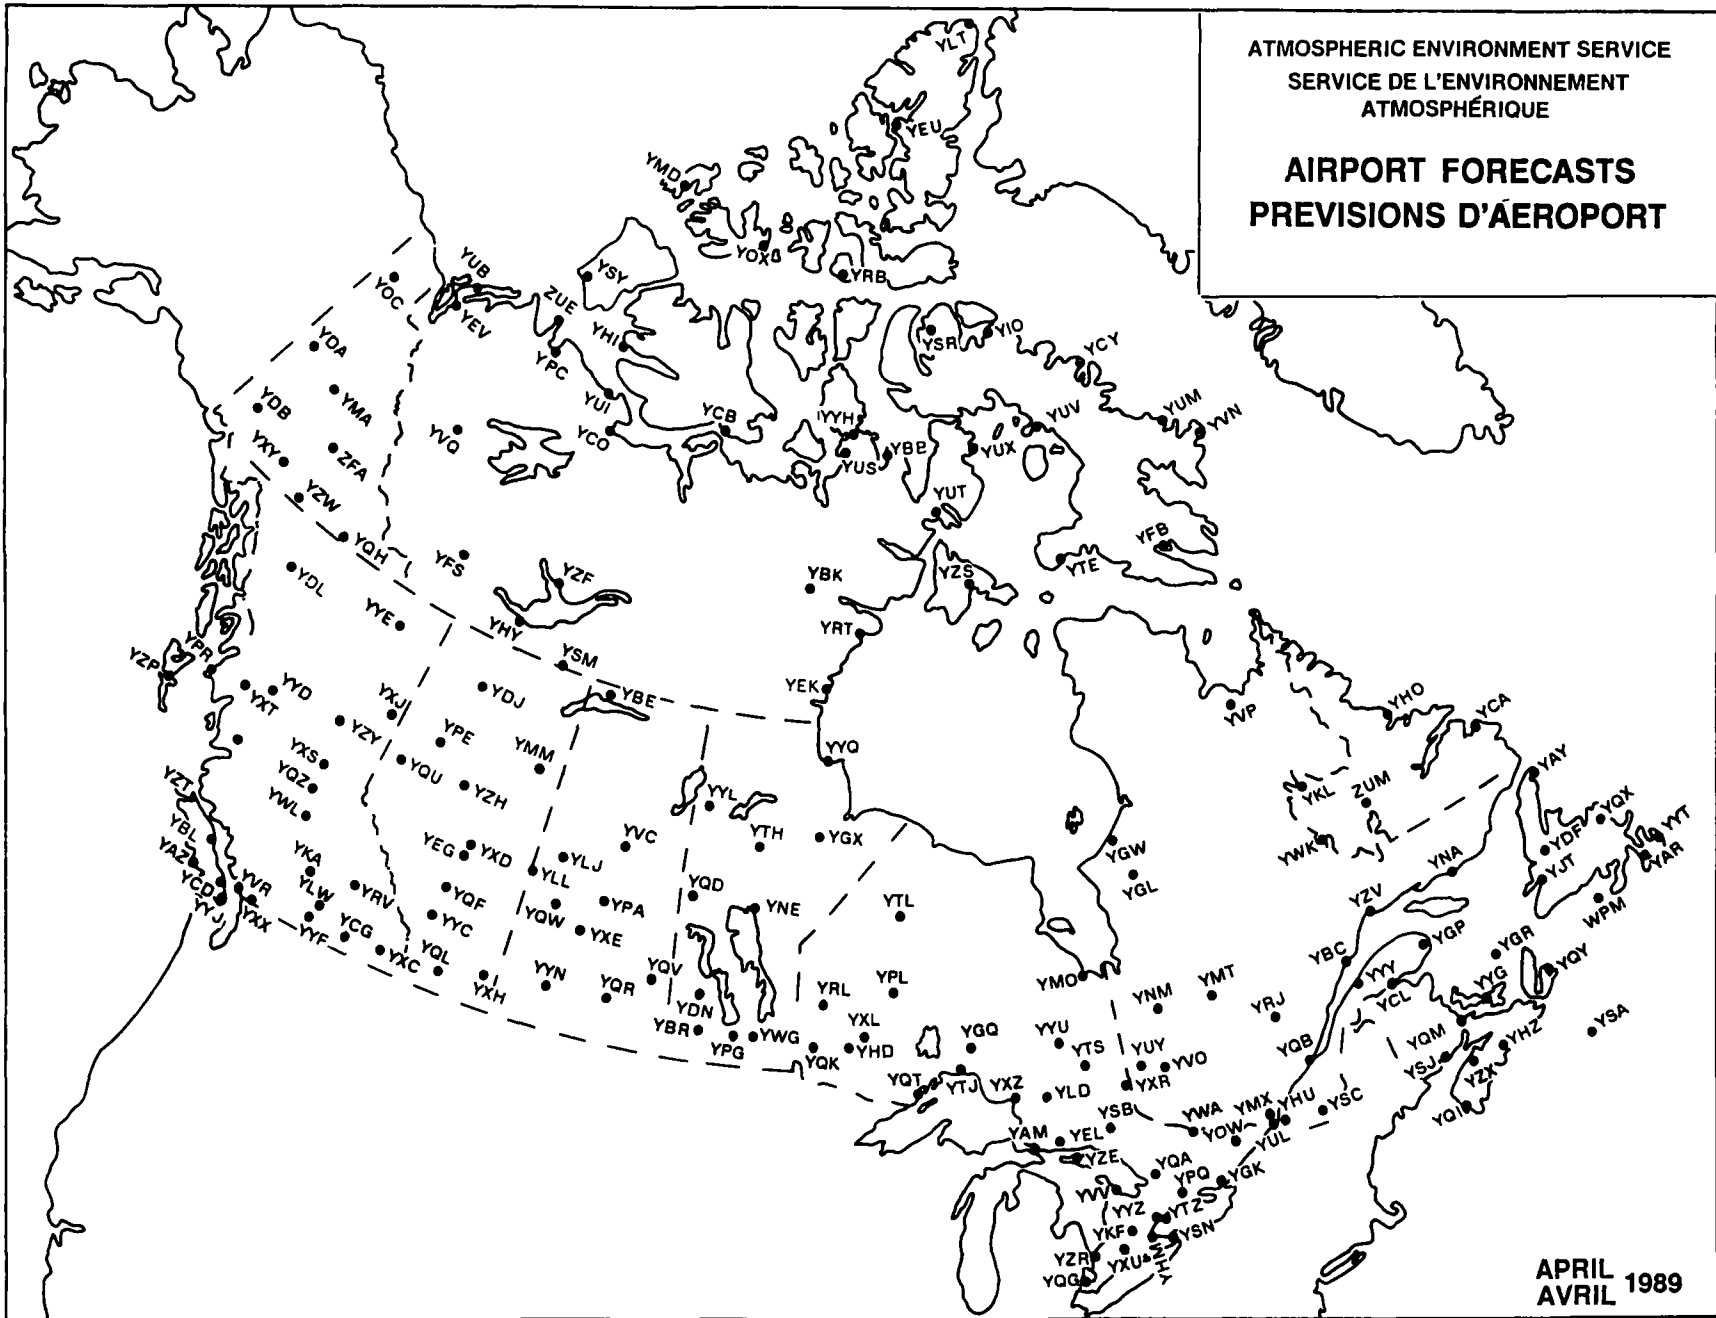 ATMOSPHERIC ENVIRONMENT SERVICE
SERVICE DE L'ENVIRONNEMENT
ATMOSPHÉRIQUE
AIRPORT FORECASTS
PREVISIONS D'ÁEROPORT
YLT
YEU
YMD
YOX
YRB
YUB
YSY
YOC
ZUE
YEV
YHI
YSR
YIO
YCY
YDA
YPC
YMA
YDB
YUI
YCB
YYH
YUV
YUM
YVN
YXY
ZFA
YVQ
YCO
YUS
YBB
YUX
YZW
YUT
YQH
YFS
YFB
YDL
YZF
YBK
YZS
YTE
YYE
YHY
YRT
YZP
YPR
YSM
YXT
YYD
YXJ
YDJ
YBE
YEK
YVP
YHO
YCA
YZY
YPE
YMM
YXS
YQU
YYQ
YQZ
YZH
YZT
YWL
YYL
YKL
ZUM
YAY
YBL
YVC
YTH
YGX
YQX
YYT
YAZ
YKA
YEG
YXD
YLJ
YGW
YWK
YDF
YAR
YCD
YVR
YLW
YRV
YLL
YQD
YGL
YNA
YJT
YYJ
YXX
YQF
YQW
YPA
YNE
YTL
YZV
WPM
YYF
YCG
YYC
YXE
YXC
YQL
YGP
YGR
YXH
YYN
YQR
YQV
YMO
YBC
YYY
YQY
YDN
YRL
YPL
YNM
YMT
YCL
YYG
YBR
YPG
YWG
YXL
YRJ
YQK
YHD
YGQ
YYU
YQB
YQM
YHZ
YSA
YTS
YUY
YVO
YSJ
YZX
YQT
YTJ
YXZ
YLD
YXR
YQI
YSB
YWA
YMX
YHU
YSC
YAM
YEL
YOW
YUL
YZE
YQA
YPQ
YGK
YVV
YYZ
YTZ
YKF
YSN
YZR
YXU
YHM
YQG
APRIL
AVRIL 1989